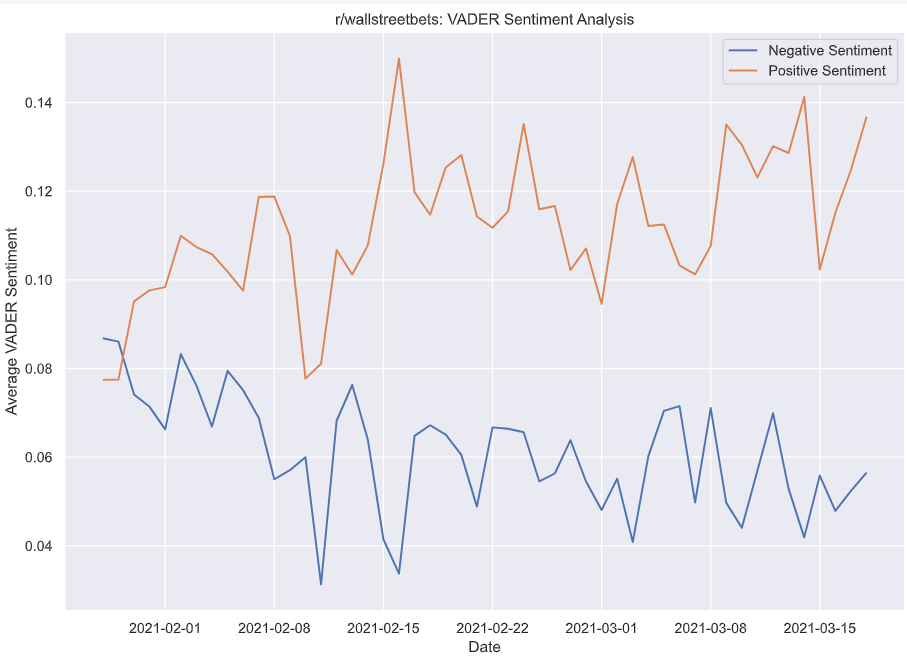 r/wallstreetbets: VADER Sentiment Analysis
Negative Sentiment
Positive Sentiment
0.14
0.12
0.10
0.08
0.06
0.04
Average VADER Sentiment
2021-02-01
2021-02-08
2021-02-15
2021-02-22
2021-03-01
2021-03-08
2021-03-15
Date